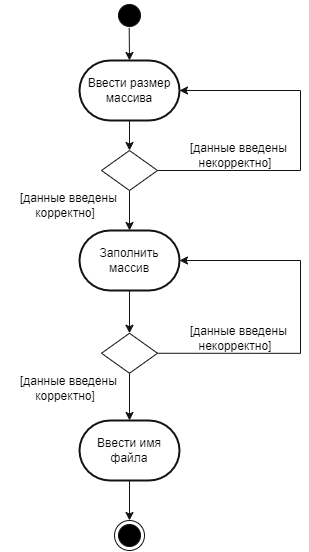 Ввести размер
массива
[данные введены
некорректно]
[данные введены
корректно]
Заполнить
массив
[данные введены
некорректно]
[данные введены
корректно]
Ввести имя
файла